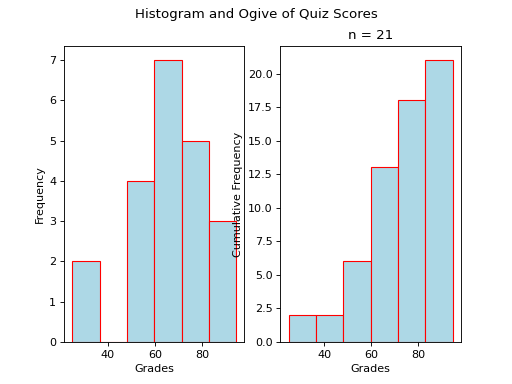 Histogram and Ogive of Quiz Scores
n = 21
7
6
5
4
3
2
1
0
Frequency
40 60 80
Grades
20.0
17.5
15.0
12.5
10.0
7.5
5.0
2.5
0.0
Cumulative Frequency
40 60 80
Grades